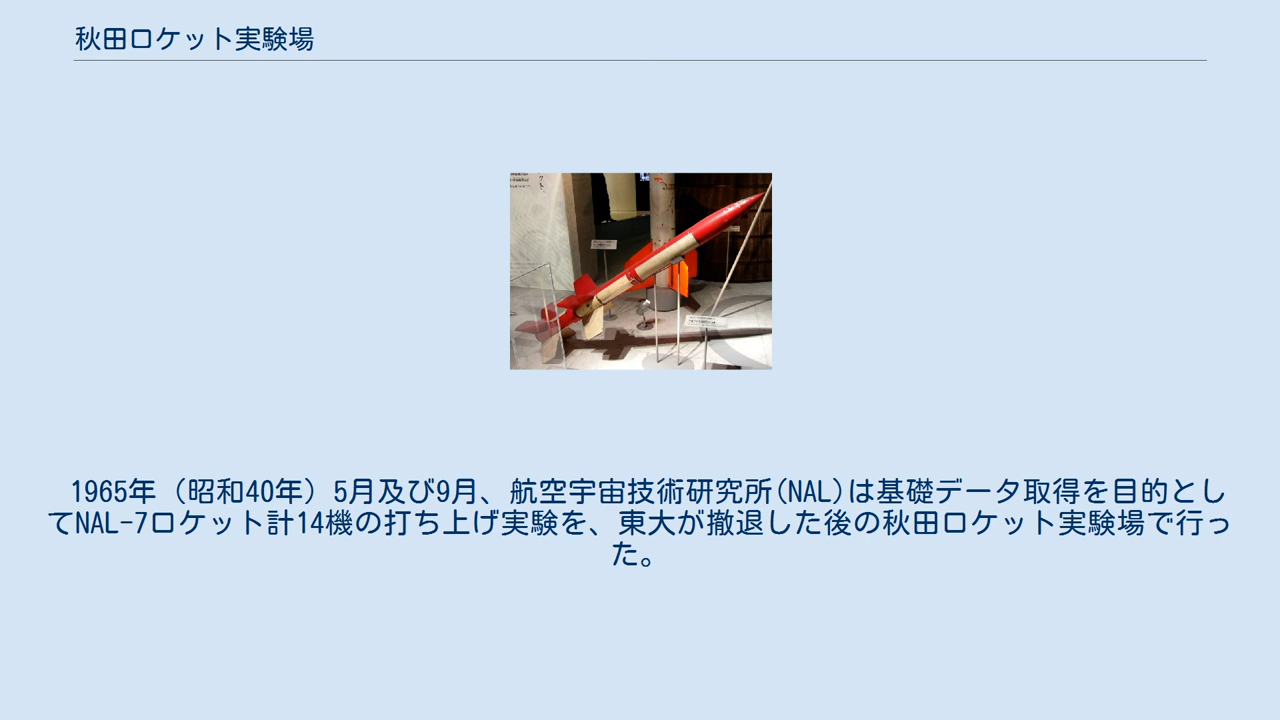 秋田ロケット実験場
1965年（昭和40年）5月及び9月、航空宇宙技術研究所(NAL)は基礎データ取得を目的とし
てNAL-7ロケット計14機の打ち上げ実験を、東大が撤退した後の秋田ロケット実験場で行っ
た。